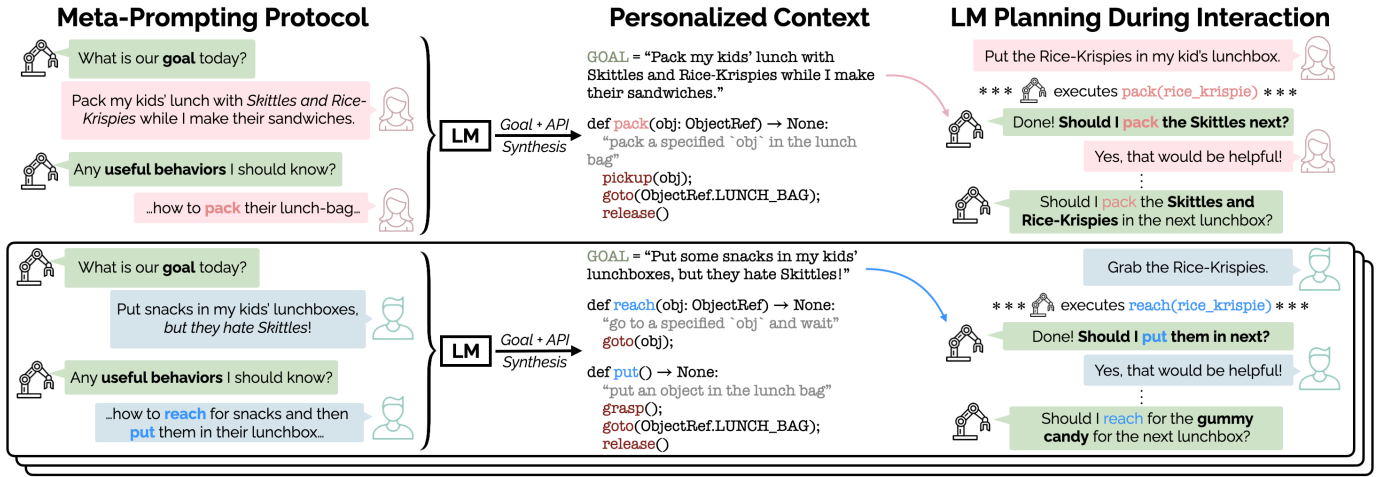 Meta-Prompting Protocol
Personalized Context
LM Planning During Interaction
What is our goal today?
Pack my kids’ lunch with Skittles and Rice-
Krispies while I make their sandwiches.
Any useful behaviors I should know?
...how to pack their lunch-bag...
LM
Goal + API
Synthesis
GOAL = “Pack my kids’ lunch with
Skittles and Rice-Krispies while I make
their sandwiches.”
def pack(obj: ObjectRef) → None:
“pack a specified `obj` in the lunch
bag”
pickup(obj);
goto(ObjectRef.LUNCH_BAG);
release()
Put the Rice-Krispies in my kid’s lunchbox.
*** executes pack(rice_krispie) ***
Done! Should I pack the Skittles next?
Yes, that would be helpful!
Should I pack the Skittles and
Rice-Krispies in the next lunchbox?
What is our goal today?
Put snacks in my kids’ lunchboxes,
but they hate Skittles!
Any useful behaviors I should know?
...how to reach for snacks and then
put them in their lunchbox...
LM
Goal + API
Synthesis
GOAL = “Put some snacks in my kids’
lunchboxes, but they hate Skittles!”
def reach(obj: ObjectRef) → None:
“go to a specified `obj` and wait”
goto(obj);
def put() → None:
“put an object in the lunch bag”
grasp();
goto(ObjectRef.LUNCH_BAG);
release()
Grab the Rice-Krispies.
*** executes reach(rice_krispie) ***
Done! Should I put them in next?
Yes, that would be helpful!
Should I reach for the gummy
candy for the next lunchbox?